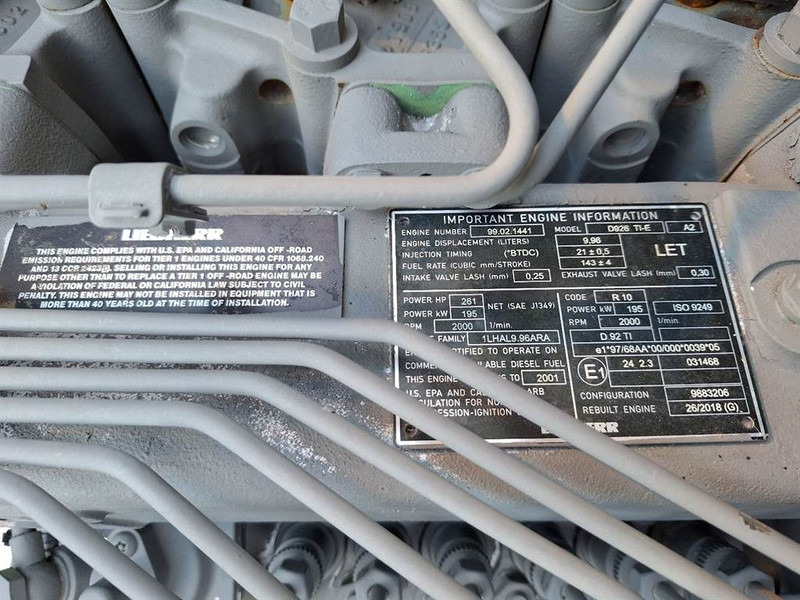 THIS ENGINE COMPLIES WITH U.S. EPA AND CALIFORNIA OFF-ROAD
EMISSION REQUIREMENTS FOR TIER 1 ENGINES UNDER 40 CFR 1068.240
AND 13 CCR 2423(j). SELLING OR INSTALLING THIS ENGINE FOR ANY
PURPOSE OTHER THAN TO REPLACE A TIER 1 OFF-ROAD ENGINE MAY BE
A VIOLATION OF FEDERAL OR CALIFORNIA LAW SUBJECT TO CIVIL
PENALTY. THIS ENGINE MAY NOT BE INSTALLED IN EQUIPMENT THAT IS
MORE THAN 40 YEARS OLD AT THE TIME OF INSTALLATION.
IMPORTANT ENGINE INFORMATION
ENGINE NUMBER 99.02.1441 MODEL D926 TI-E A2
ENGINE DISPLACEMENT (LITERS) 9,96
INJECTION TIMING (°BTDC) 21 ± 0,5 LET
FUEL RATE (CUBIC mm/STROKE) 143 ± 4
INTAKE VALVE LASH (mm) 0,25 EXHAUST VALVE LASH (mm) 0,30
POWER HP 261 NET (SAE J1349)
POWER kW 195
RPM 2000 1/min.
FAMILY 1LHAL9.96ARA
TO OPERATE ON
DIESEL FUEL
THIS ENGINE TO 2001
U.S. EPA AND ARB
CODE R 10
POWER kW 195 ISO 9249
RPM 2000 1/min.
D 92 TI
e1*97/68AA*00/000*0039*05
E1 24 2.3 031468
CONFIGURATION 9883206
REBUILT ENGINE 26/2018 (G)